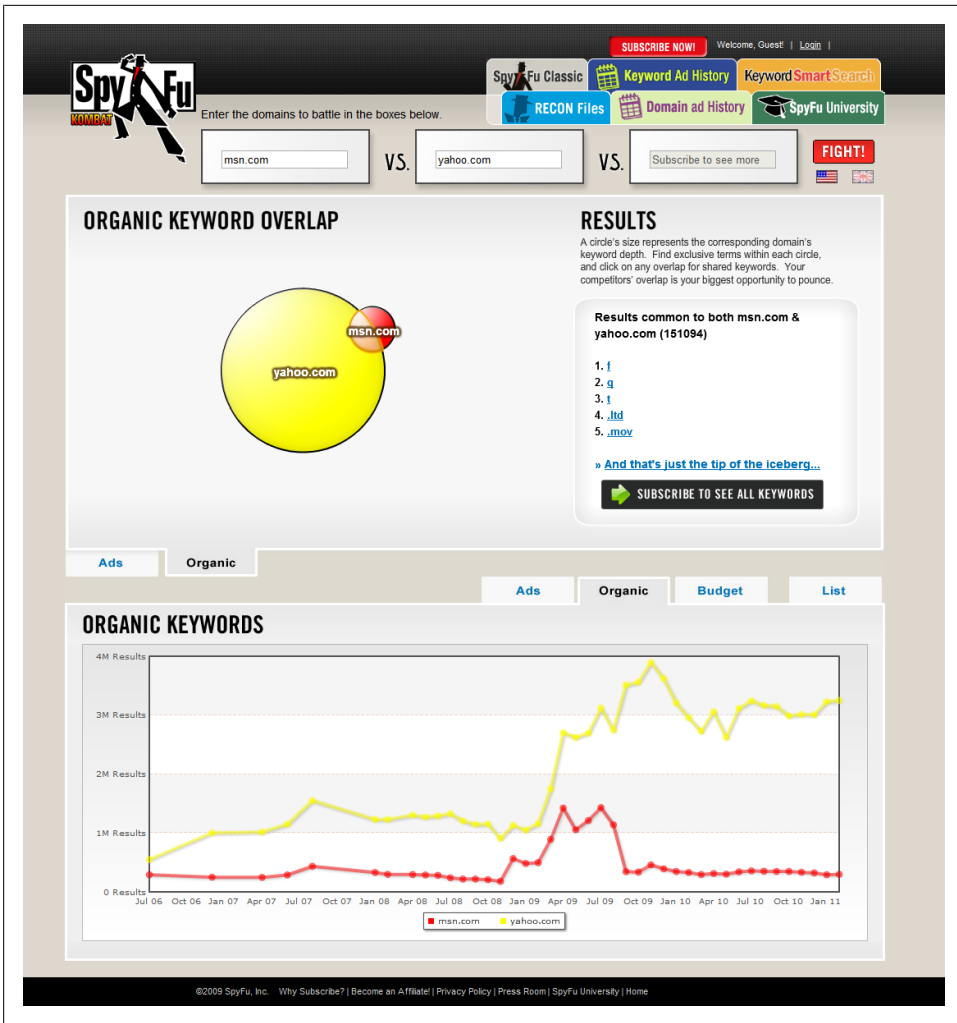 SUBSCRIBE NOW! Welcome, Guest! | Login |
SpyFu
KOMBAT
SpyFu Classic Keyword Ad History KeywordSmartSearch
RECON Files Domain ad History SpyFu University
Enter the domains to battle in the boxes below.
msn.com VS. yahoo.com VS. Subscribe to see more FIGHT!
ORGANIC KEYWORD OVERLAP
msn.com
yahoo.com
RESULTS
A circle's size represents the corresponding domain's
keyword depth. Find exclusive terms within each circle,
and click on any overlap for shared keywords. Your
competitors' overlap is your biggest opportunity to pounce.
Results common to both msn.com &
yahoo.com (151094)
1. f
2. q
3. t
4. .ltd
5. .mov
» And that's just the tip of the iceberg...
SUBSCRIBE TO SEE ALL KEYWORDS
Ads Organic
Ads Organic Budget List
ORGANIC KEYWORDS
4M Results
3M Results
2M Results
1M Results
0 Results
Jul 06 Oct 06 Jan 07 Apr 07 Jul 07 Oct 07 Jan 08 Apr 08 Jul 08 Oct 08 Jan 09 Apr 09 Jul 09 Oct 09 Jan 10 Apr 10 Jul 10 Oct 10 Jan 11
msn.com yahoo.com
©2009 SpyFu, Inc. Why Subscribe? | Become an Affiliate! | Privacy Policy | Press Room | SpyFu University | Home